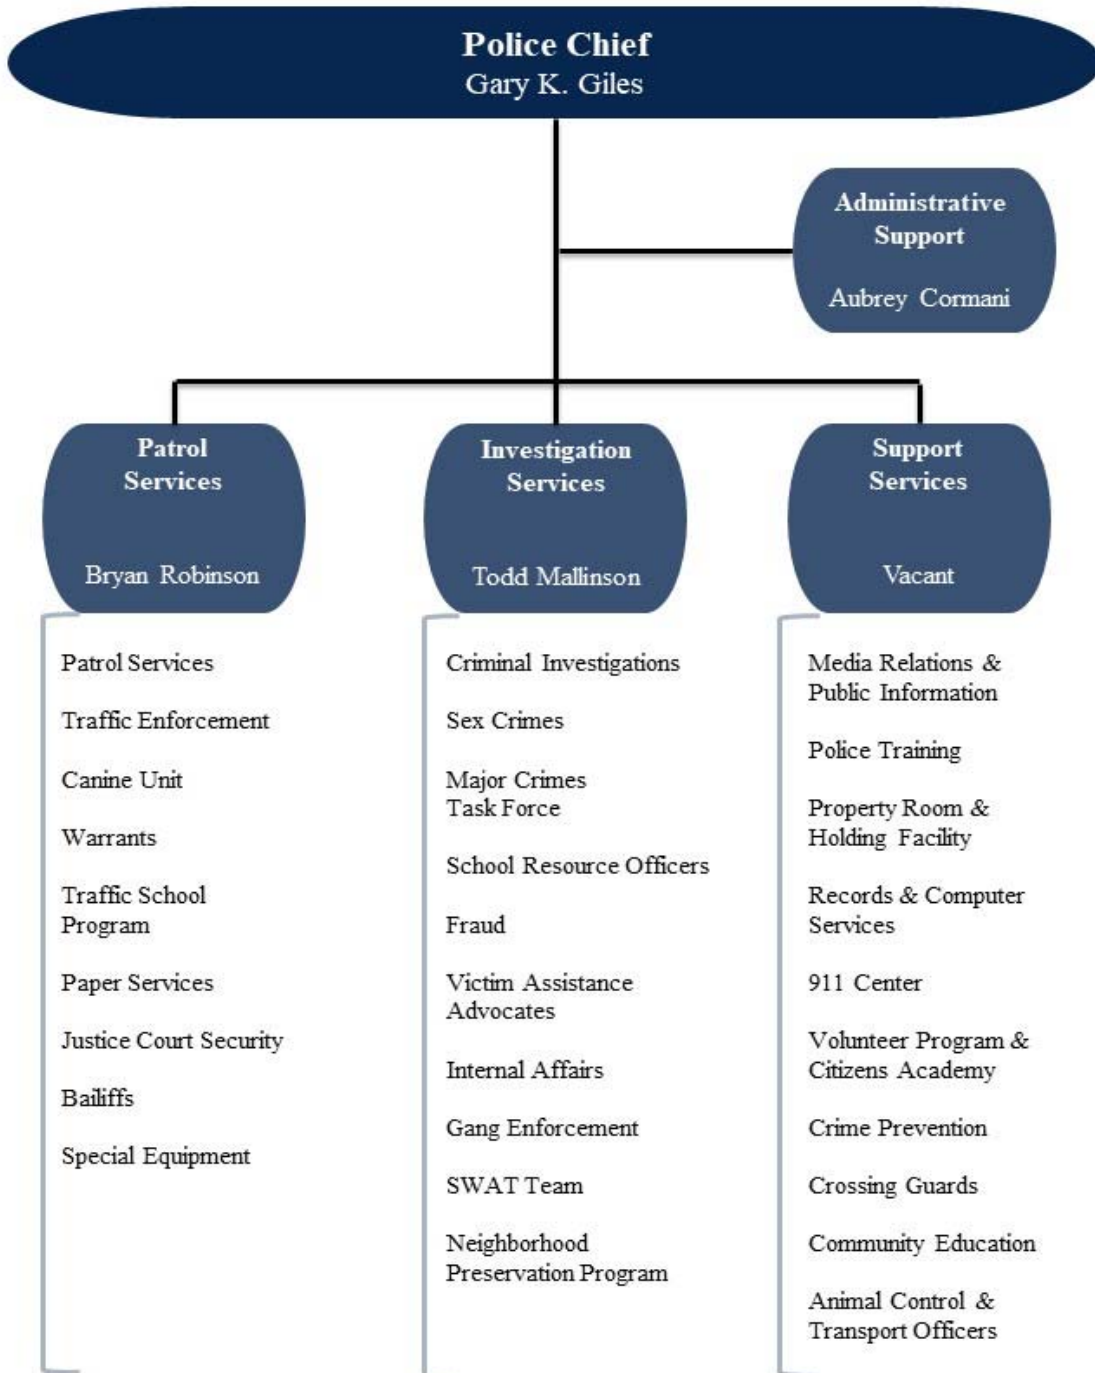 Police Chief
Gary K. Giles
Administrative
Support
Aubrey Cormani
Patrol
Services
Bryan Robinson
Investigation
Services
Todd Mallinson
Support
Services
Vacant
Patrol Services
Traffic Enforcement
Canine Unit
Warrants
Traffic School
Program
Paper Services
Justice Court Security
Bailiffs
Special Equipment
Criminal Investigations
Sex Crimes
Major Crimes
Task Force
School Resource Officers
Fraud
Victim Assistance
Advocates
Internal Affairs
Gang Enforcement
SWAT Team
Neighborhood
Preservation Program
Media Relations &
Public Information
Police Training
Property Room &
Holding Facility
Records & Computer
Services
911 Center
Volunteer Program &
Citizens Academy
Crime Prevention
Crossing Guards
Community Education
Animal Control &
Transport Officers